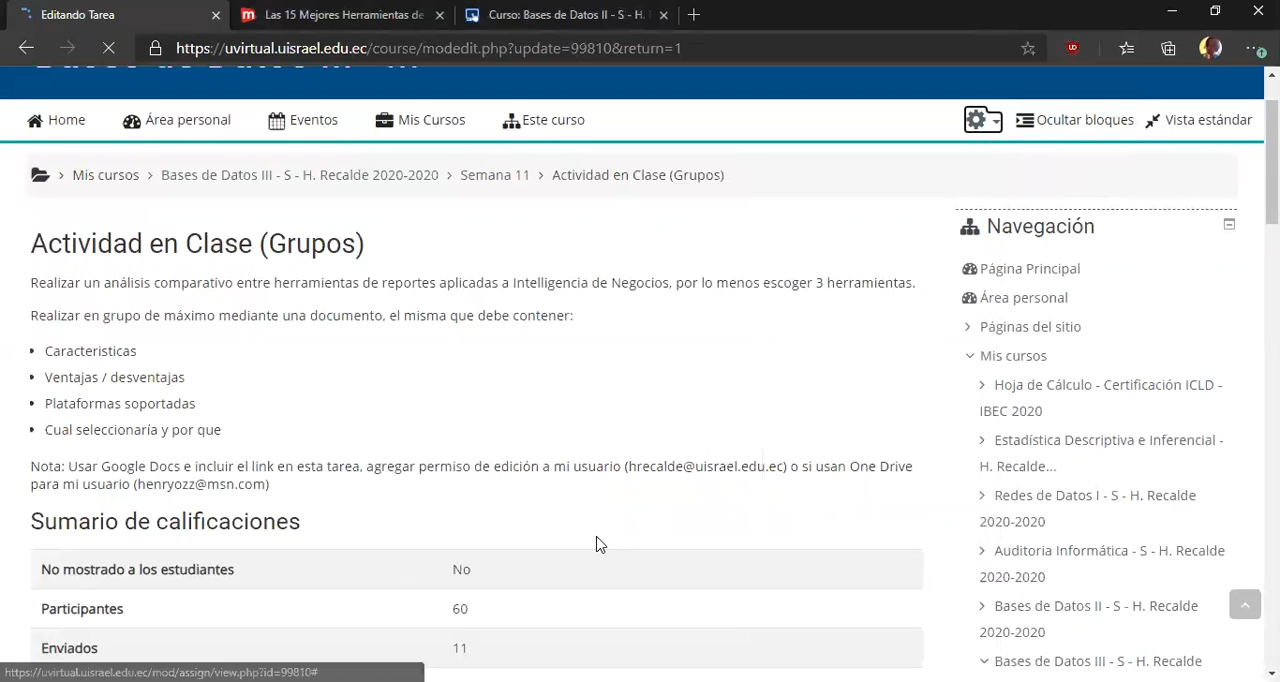 Editando Tarea
Las 15 Mejores Herramientas de
Curso: Bases de Datos II - S - H.
https://uvirtual.uisrael.edu.ec/course/modedit.php?update=99810&return=1
Home
Área personal
Eventos
Mis Cursos
Este curso
Ocultar bloques
Vista estándar
Mis cursos > Bases de Datos III - S - H. Recalde 2020-2020 > Semana 11 > Actividad en Clase (Grupos)
Actividad en Clase (Grupos)
Realizar un análisis comparativo entre herramientas de reportes aplicadas a Intelligencia de Negocios, por lo menos escoger 3 herramientas.
Realizar en grupo de máximo mediante una documento, el misma que debe contener:
• Caracteristicas
• Ventajas / desventajas
• Plataformas soportadas
• Cual seleccionaría y por que
Nota: Usar Google Docs e incluir el link en esta tarea, agregar permiso de edición a mi usuario (hrecalde@uisrael.edu.ec) o si usan One Drive
para mi usuario (henryozz@msn.com)
Sumario de calificaciones
No mostrado a los estudiantes No
Participantes 60
Enviados 11
Navegación
Página Principal
Área personal
Páginas del sitio
Mis cursos
Hoja de Cálculo - Certificación ICLD -
IBEC 2020
Estadística Descriptiva e Inferencial -
H. Recalde...
Redes de Datos I - S - H. Recalde
2020-2020
Auditoria Informática - S - H. Recalde
2020-2020
Bases de Datos II - S - H. Recalde
2020-2020
Bases de Datos III - S - H. Recalde
https://uvirtual.uisrael.edu.ec/mod/assign/view.php?id=99810#